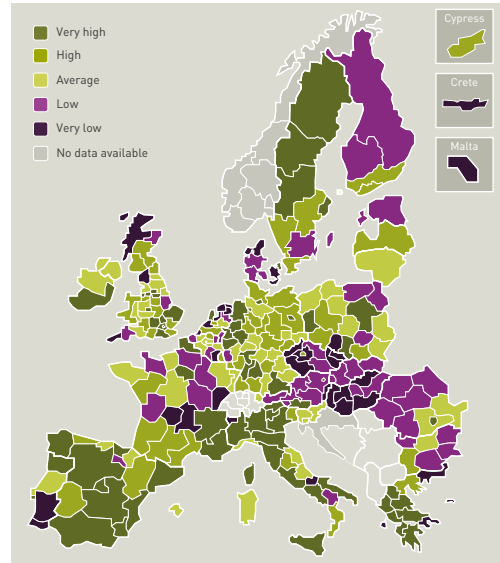 Very high
High
Average
Low
Very low
No data available
Cypress
Crete
Malta